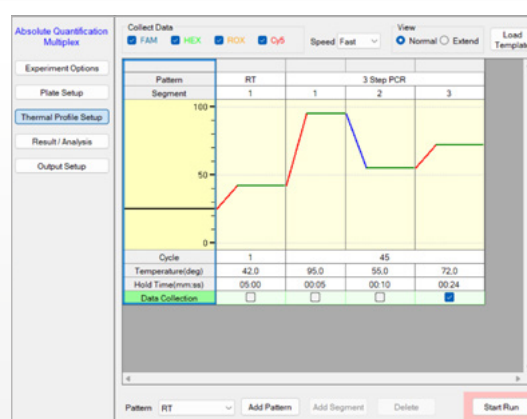 Absolute Quantification
Multiplex
Experiment Options
Plate Setup
Thermal Profile Setup
Result / Analysis
Output Setup
Collect Data
FAM HEX ROX Cy5
Speed Fast
View
Normal Extend
Load
Template
Pattern RT 3 Step PCR
Segment 1 1 2 3
100
50
0
Cycle 1 45
Temperature(deg) 42.0 95.0 55.0 72.0
Hold Time(mm:ss) 05:00 00:05 00:10 00:24
Data Collection
Pattern RT Add Pattern Add Segment Delete Start Run